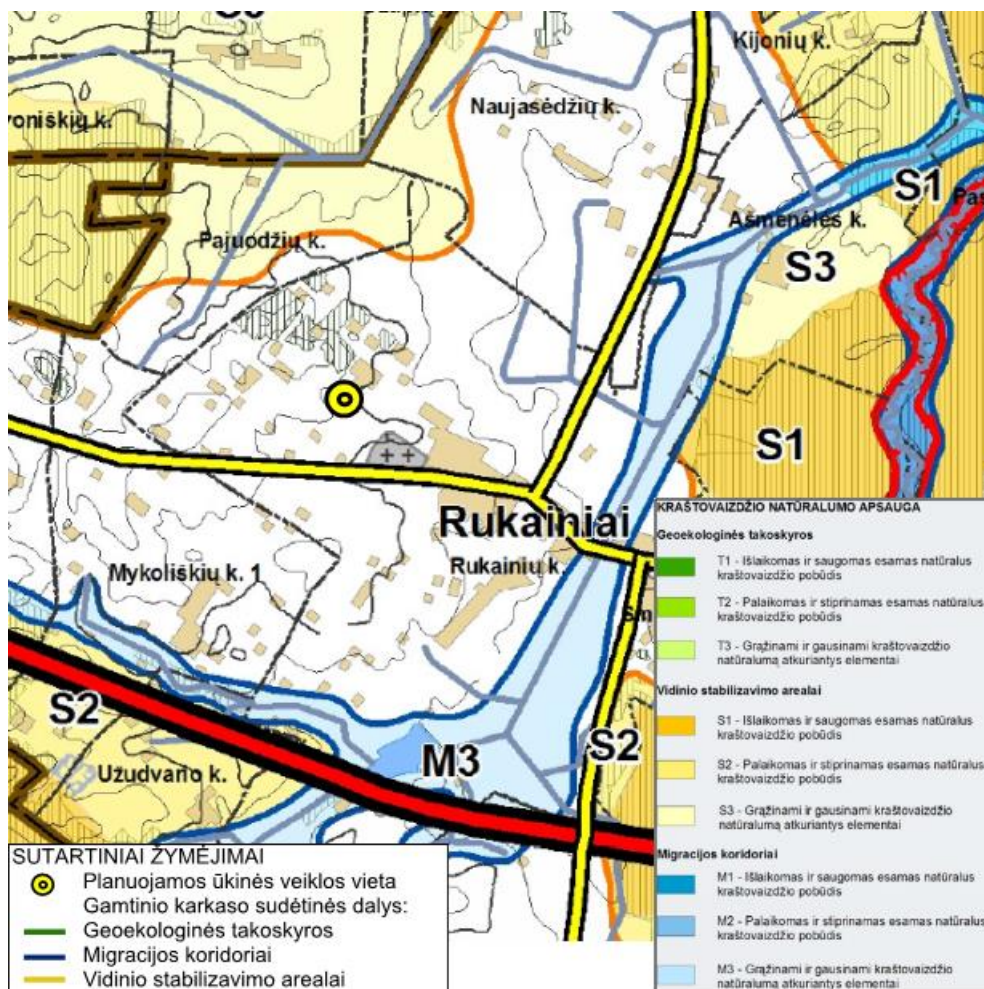 Kijonių k.
Naujasėdžių k.
voniškių k.
S1
Pas
Pajuodžių k.
Ašmenėlės k.
S3
S1
++
Rukainiai
Rukainių k.
Mykoliškių k. 1
Sm
S2
M3
S2
Užudvario k.
SUTARTINIAI ŽYMĖJIMAI
Planuojamos ūkinės veiklos vieta
Gamtinio karkaso sudėtinės dalys:
Geoekologinės takoskyros
Migracijos koridoriai
Vidinio stabilizavimo arealai
KRAŠTOVAIZDŽIO NATŪRALUMO APSAUGA
Geoekologinės takoskyros
T1 - Išlaikomas ir saugomas esamas natūralus
kraštovaizdžio pobūdis
T2 - Palaikomas ir stiprinamas esamas natūralus
kraštovaizdžio pobūdis
T3 - Grąžinami ir gausinami kraštovaizdžio
natūralumą atkuriantys elementai
Vidinio stabilizavimo arealai
S1 - Išlaikomas ir saugomas esamas natūralus
kraštovaizdžio pobūdis
S2 - Palaikomas ir stiprinamas esamas natūralus
kraštovaizdžio pobūdis
S3 - Grąžinami ir gausinami kraštovaizdžio
natūralumą atkuriantys elementai
Migracijos koridoriai
M1 - Išlaikomas ir saugomas esamas natūralus
kraštovaizdžio pobūdis
M2 - Palaikomas ir stiprinamas esamas natūralus
kraštovaizdžio pobūdis
M3 - Grąžinami ir gausinami kraštovaizdžio
natūralumą atkuriantys elementai